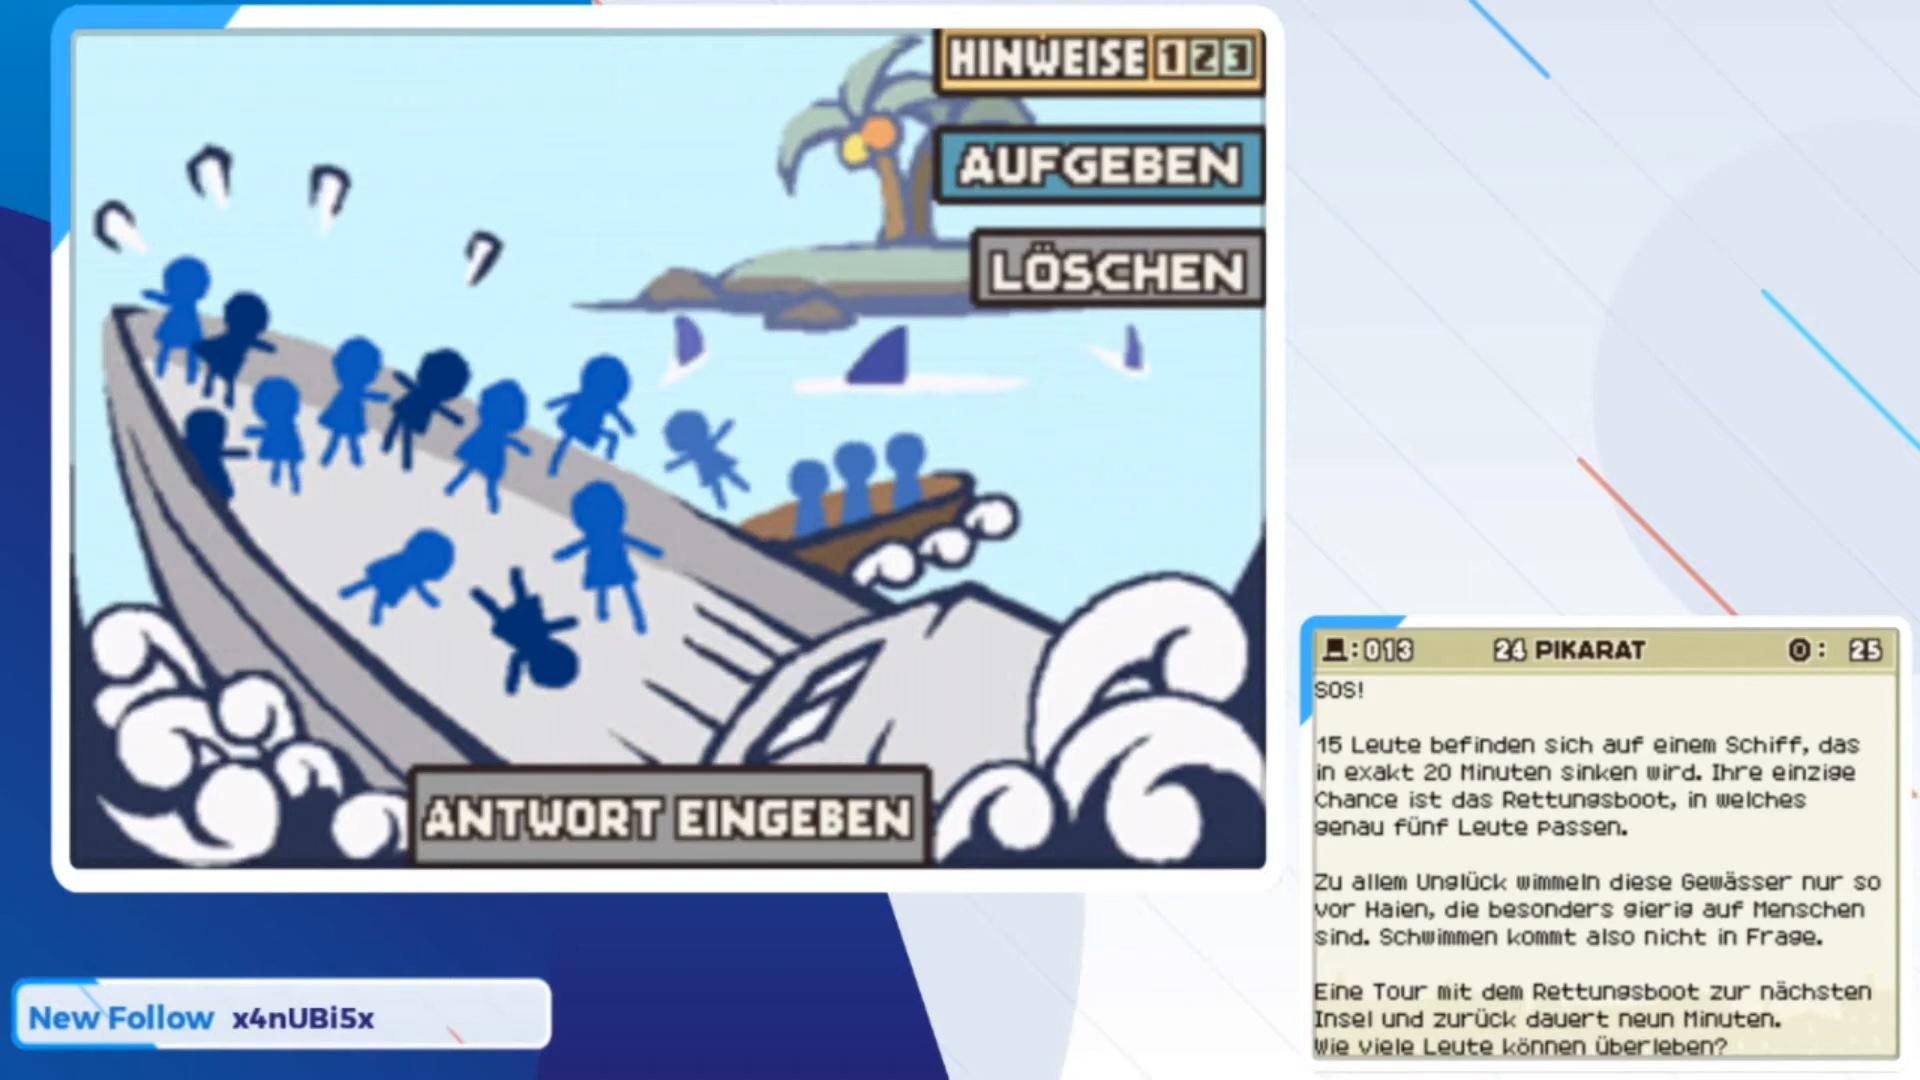 HINWEISE 1 2 3
AUFGEBEN
LÖSCHEN
ANTWORT EINGEBEN
:013 24 PIKARAT : 25
SOS!
15 Leute befinden sich auf einem Schiff, das
in exakt 20 Minuten sinken wird. Ihre einzige
Chance ist das Rettungsboot, in welches
genau fünf Leute passen.
Zu allem Unglück wimmeln diese Gewässer nur so
vor Haien, die besonders gierig auf Menschen
sind. Schwimmen kommt also nicht in Frage.
Eine Tour mit dem Rettungsboot zur nächsten
Insel und zurück dauert neun Minuten.
Wie viele Leute können überleben?
New Follow x4nUBi5x